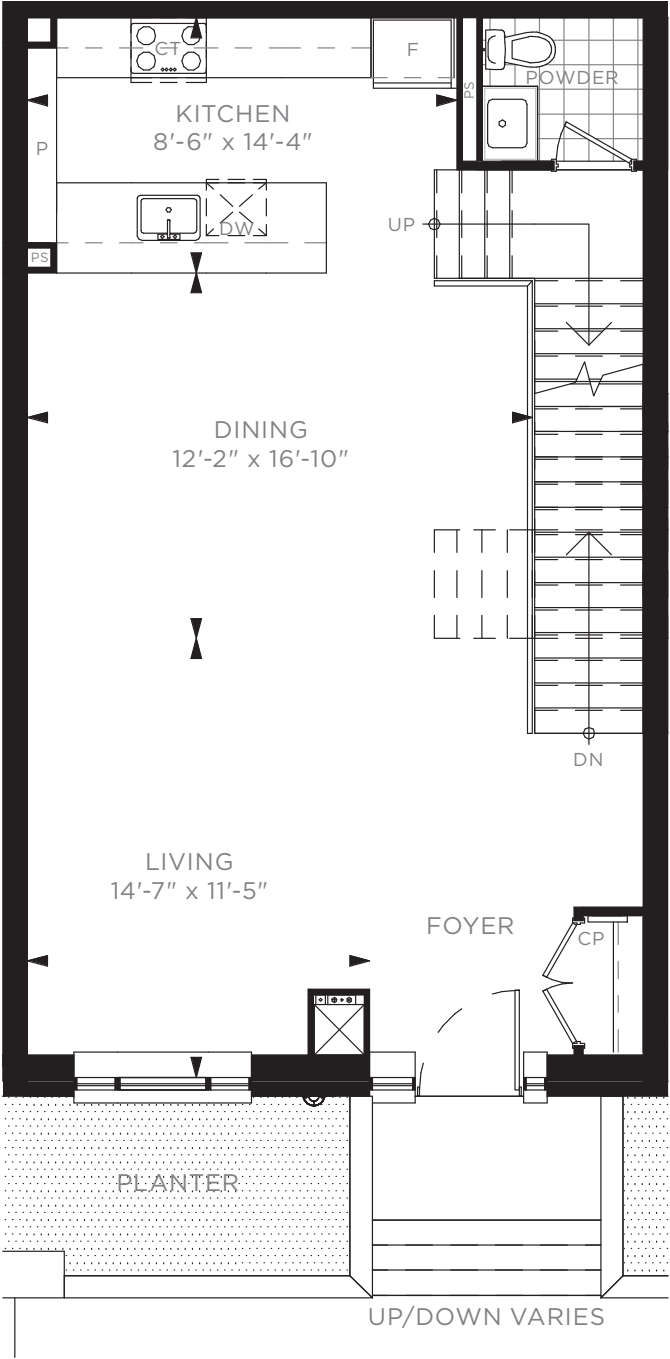 CT
F
PS
POWDER
KITCHEN
8'-6" x 14'-4"
P
UP
DW
PS
DINING
12'-2" x 16'-10"
DN
LIVING
14'-7" x 11'-5"
FOYER
CP
PLANTER
UP/DOWN VARIES